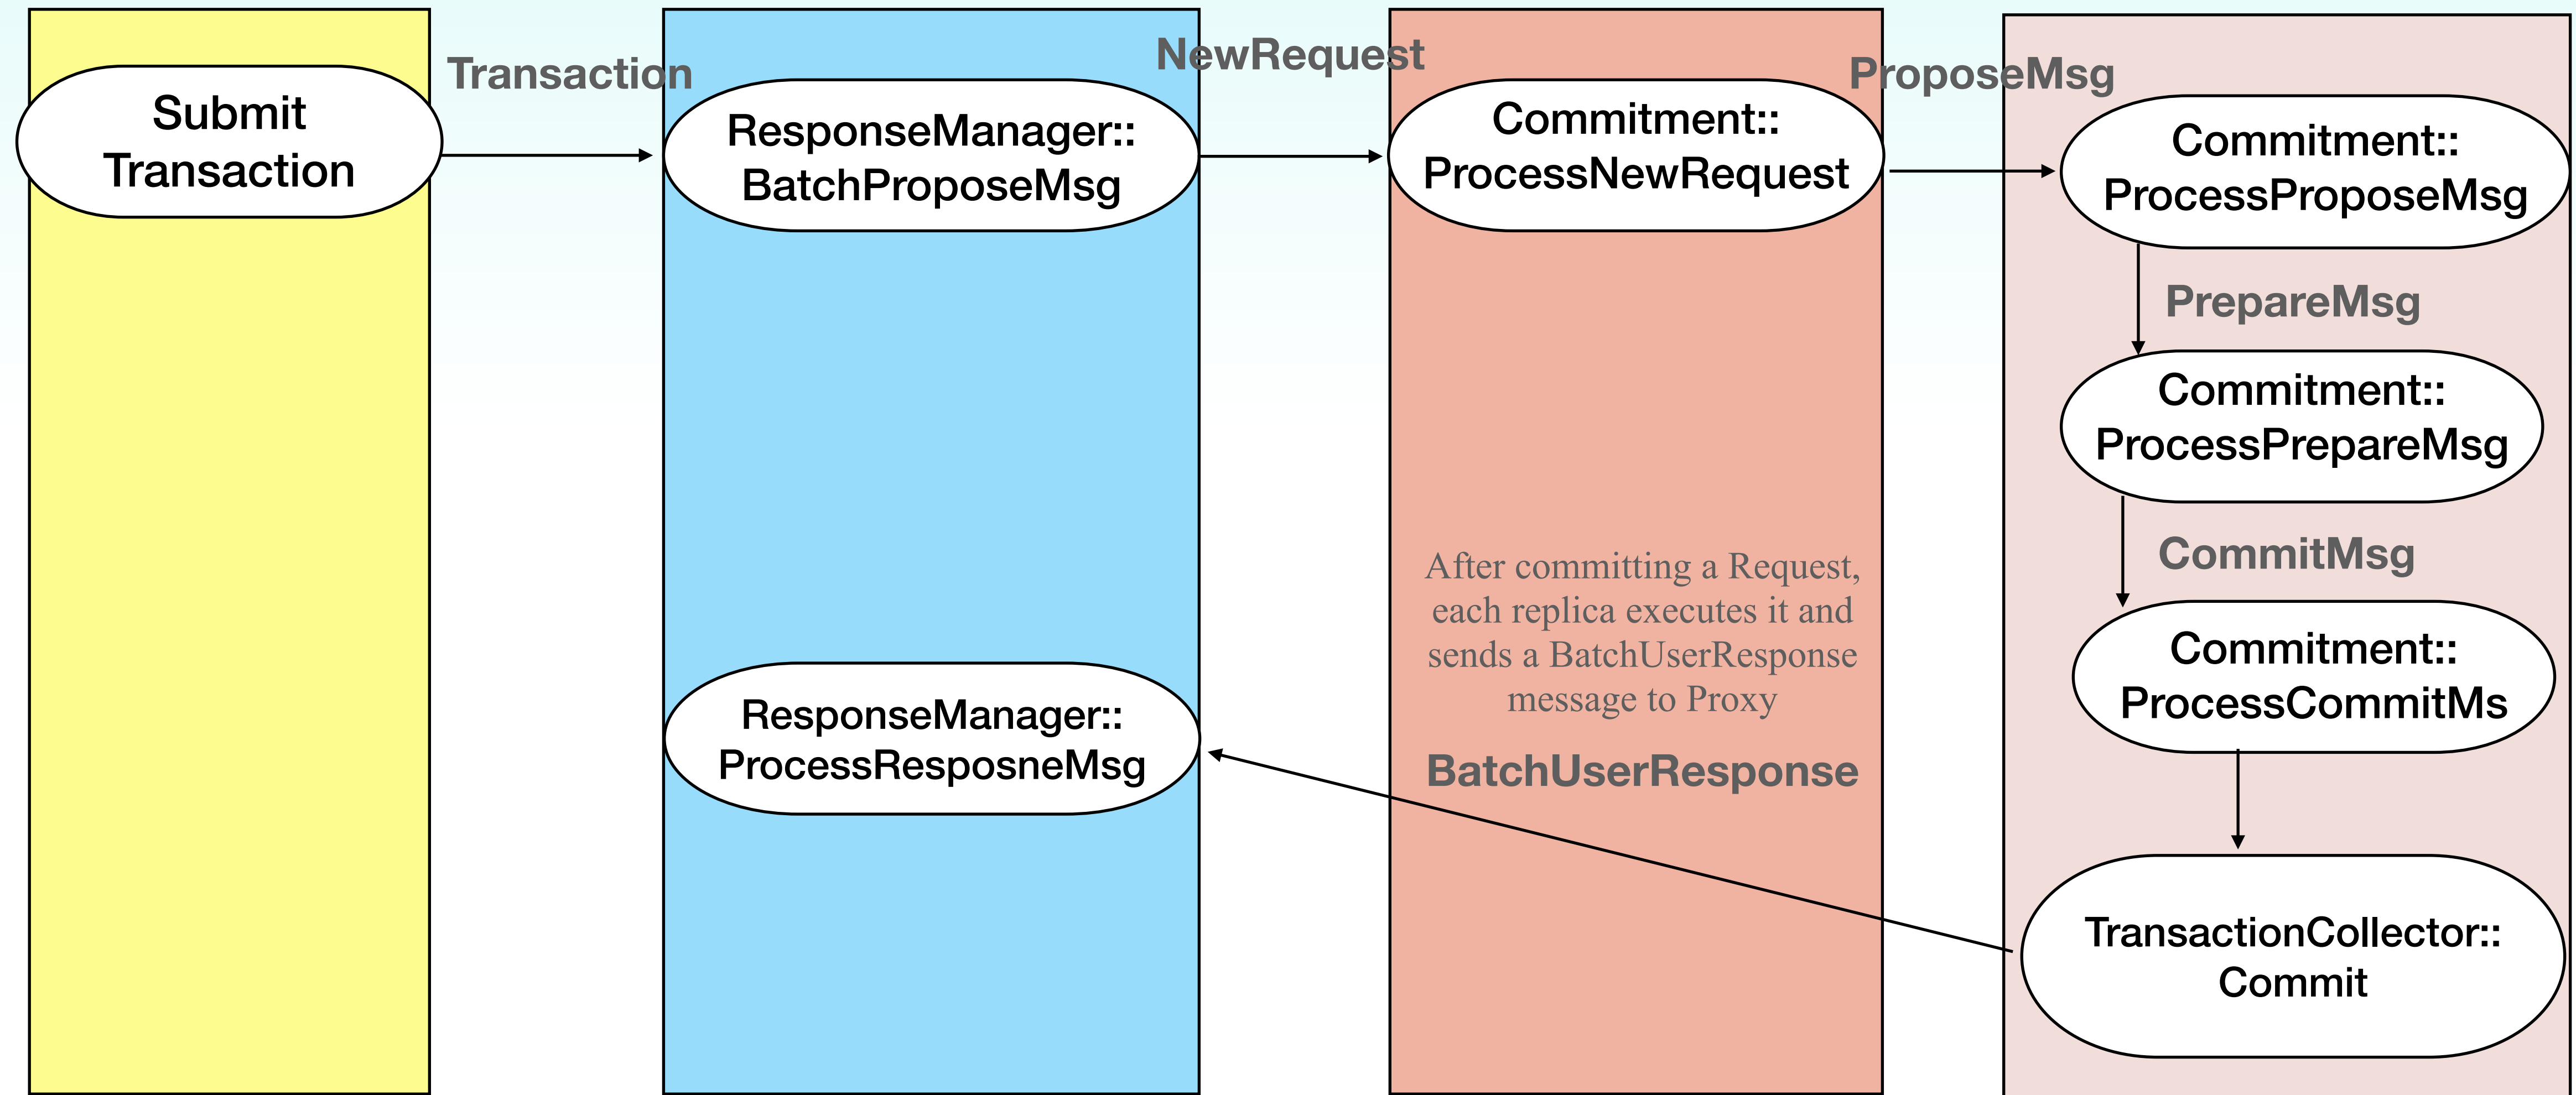 Submit
Transaction
Transaction
ResponseManager::
BatchProposeMsg
NewRequest
Commitment::
ProcessNewRequest
ProposeMsg
Commitment::
ProcessProposeMsg
PrepareMsg
Commitment::
ProcessPrepareMsg
CommitMsg
Commitment::
ProcessCommitMs
TransactionCollector::
Commit
After committing a Request,
each replica executes it and
sends a BatchUserResponse
message to Proxy
BatchUserResponse
ResponseManager::
ProcessResposneMsg